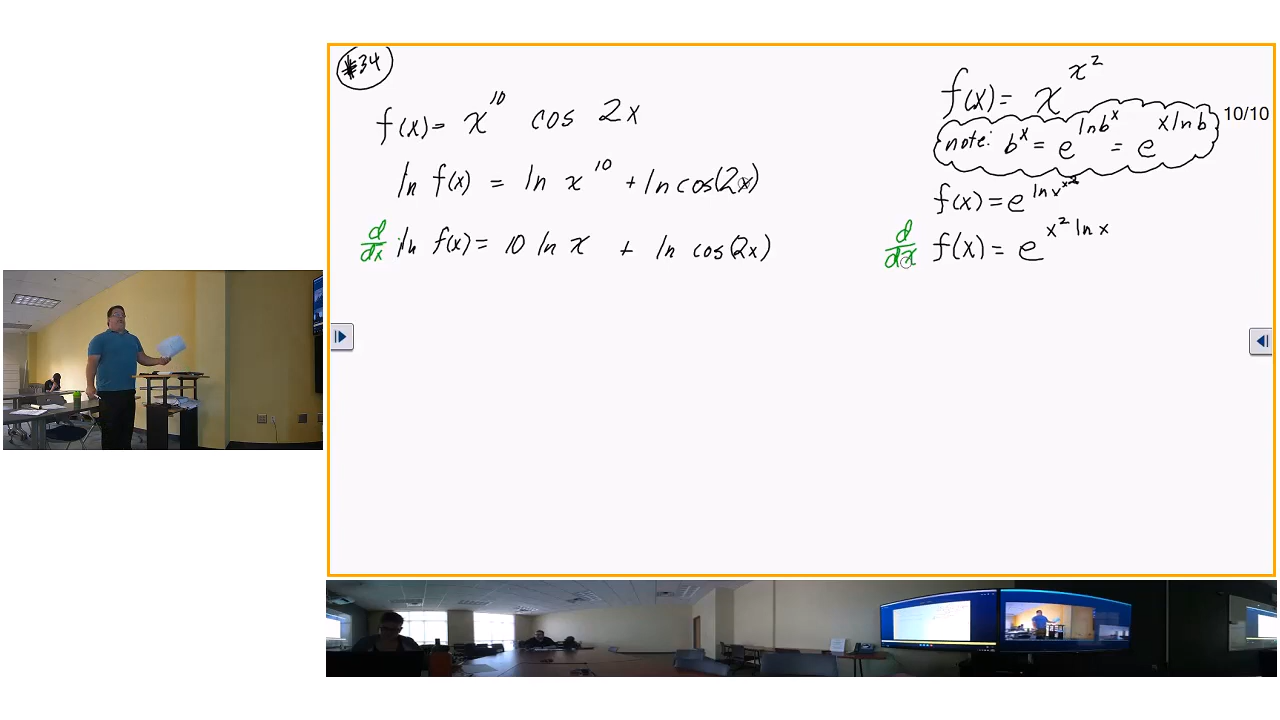 #34
f(x) = x^10 cos 2x
ln f(x) = ln x^10 + ln cos(2x)
d/dx ln f(x) = 10 ln x + ln cos(2x)
f(x) = x^x^2
10/10
note: b^x = e^ln b^x = e^x ln b
f(x) = e^ln x^x^2
d/dx f(x) = e^x^2 ln x